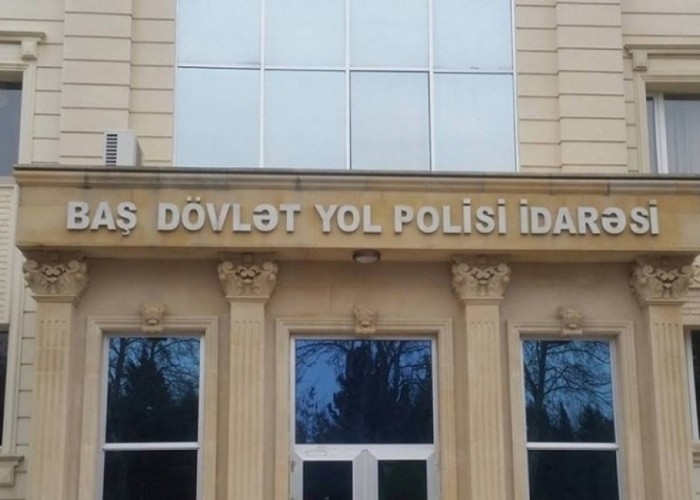 BAŞ DÖVLƏT YOL POLİSİ İDARƏSİ